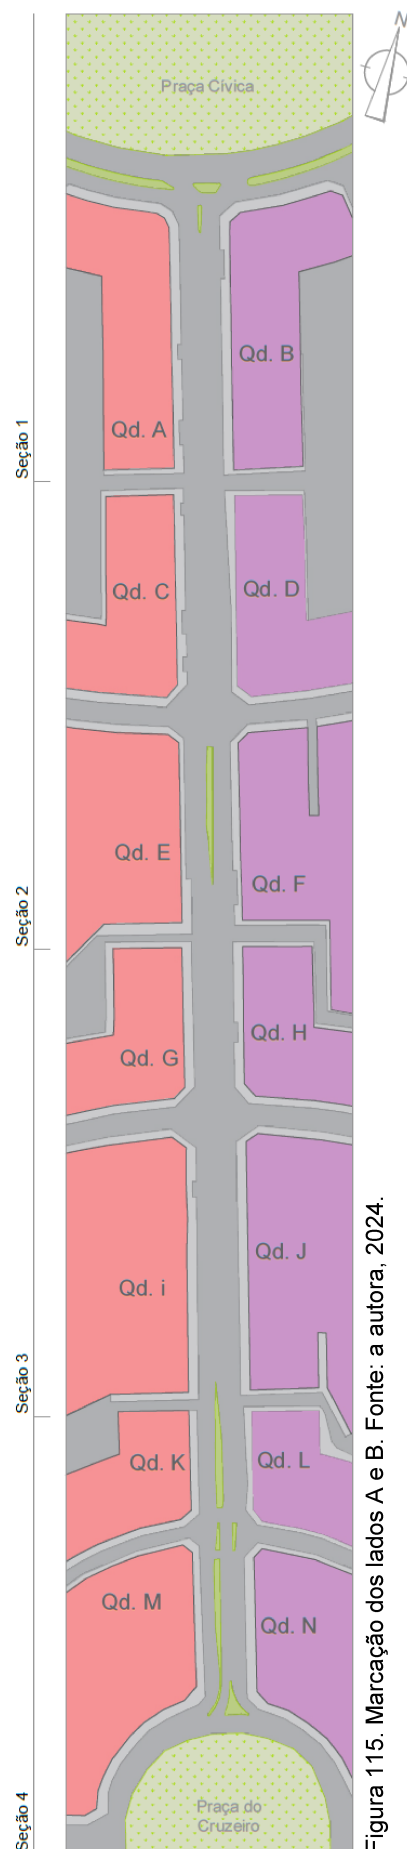 N
Praça Cívica
Qd. B
Qd. A
Seção 1
Qd. C
Qd. D
Qd. E
Qd. F
Seção 2
Qd. H
Qd. G
Qd. J
Qd. i
Seção 3
Qd. K
Qd. L
Qd. M
Qd. N
Praça do
Cruzeiro
Seção 4
Figura 115. Marcação dos lados A e B. Fonte: a autora, 2024.